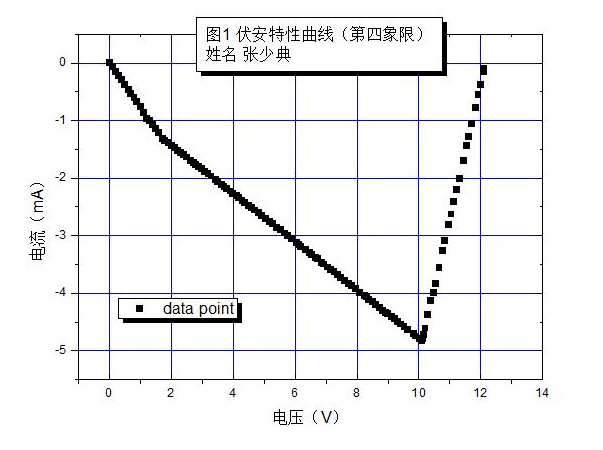 图1 伏安特性曲线（第四象限）
姓名 张少典
0
-1
-2
-3
-4
-5
电流（mA）
data point
0 2 4 6 8 10 12 14
电压（V）